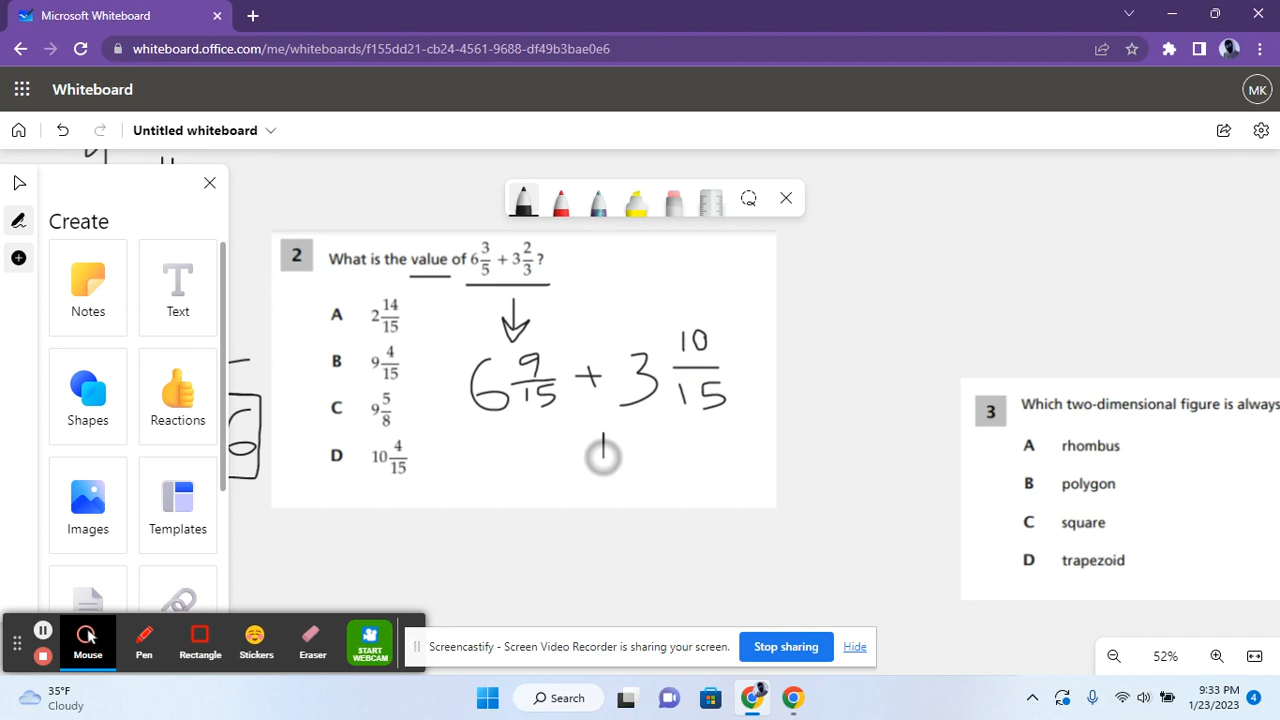 Microsoft Whiteboard
whiteboard.office.com/me/whiteboards/f155dd21-cb24-4561-9688-df49b3bae0e6
Whiteboard
MK
Untitled whiteboard
Create
Notes
Text
Shapes
Reactions
Images
Templates
2 What is the value of 6 3/5 + 3 2/3?
A 2 14/15
B 9 4/15
C 9 5/8
D 10 4/15
6 9/15 + 3 10/15
3 Which two-dimensional figure is always
A rhombus
B polygon
C square
D trapezoid
Mouse
Pen
Rectangle
Stickers
Eraser
START WEBCAM
Screencastify - Screen Video Recorder is sharing your screen.
Stop sharing
Hide
52%
35°F
Cloudy
Search
9:33 PM
1/23/2023
4